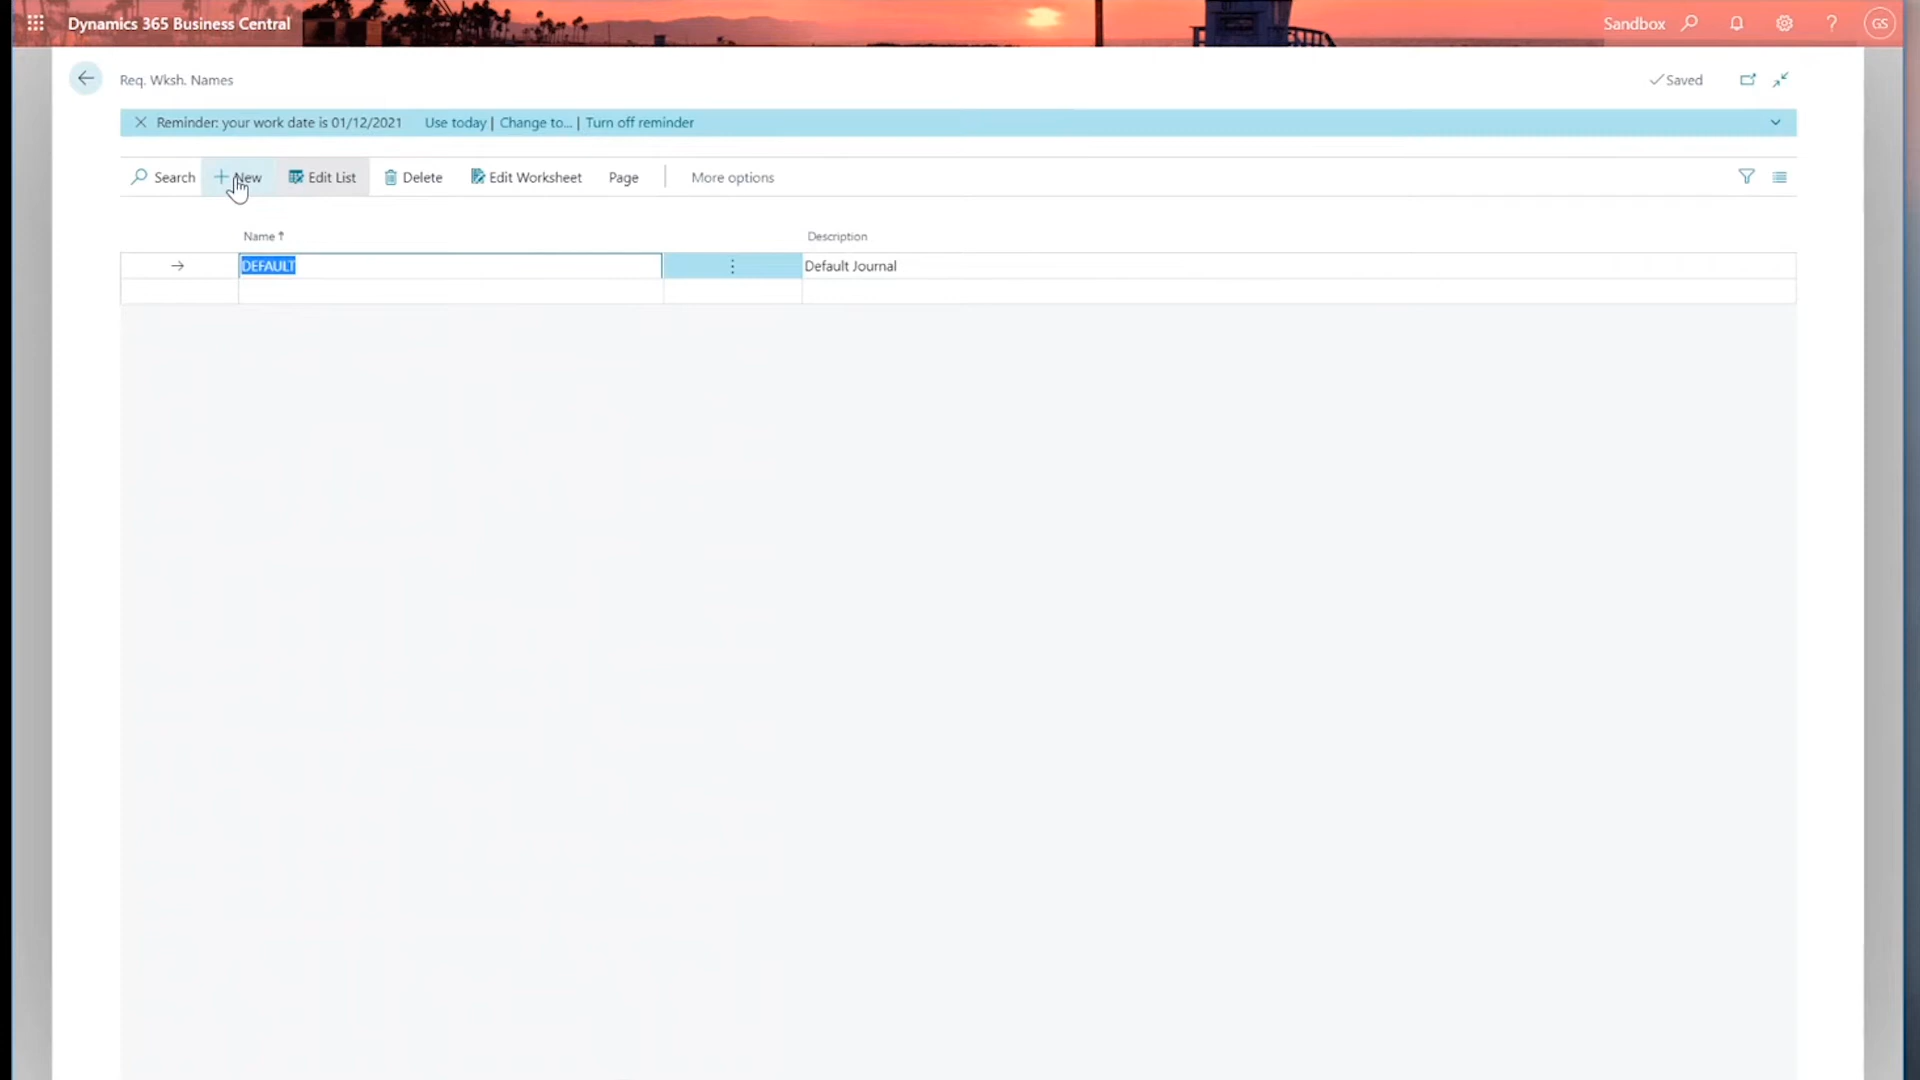 Dynamics 365 Business Central
Sandbox
?
GS
Req. Wksh. Names
Saved
Reminder: your work date is 01/12/2021 Use today | Change to... | Turn off reminder
Search New Edit List Delete Edit Worksheet Page More options
Name ↑ Description
DEFAULT Default Journal